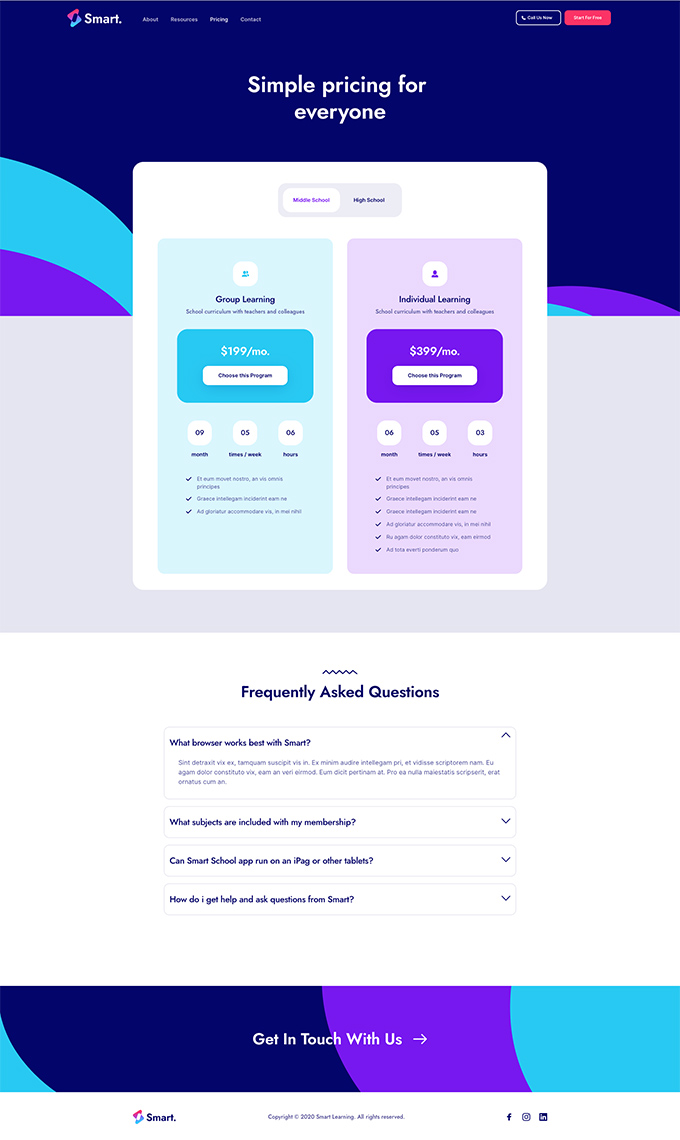 Smart.
About
Resources
Pricing
Contact
Call Us Now
Start For Free
Simple pricing for
everyone
Middle School
High School
Group Learning
School curriculum with teachers and colleagues
$199/mo.
Choose this Program
09
05
06
month
times / week
hours
Et eum movet nostro, an vis omnis
principes
Graece intellegam inciderint eam ne
Ad gloriatur accommodare vis, in mei nihil
Individual Learning
School curriculum with teachers and colleagues
$399/mo.
Choose this Program
06
05
03
month
times / week
hours
Et eum movet nostro, an vis omnis
principes
Graece intellegam inciderint eam ne
Graece intellegam inciderint eam ne
Ad gloriatur accommodare vis, in mei nihil
Ru agam dolor constituto vix, eam eirmod
Ad tota everti ponderum quo
Frequently Asked Questions
What browser works best with Smart?
Sint detraxit vix ex, tamquam suscipit vis in. Ex minim audire intellegam pri, et vidisse scriptorem nam. Eu
agam dolor constituto vix, eam an veri eirmod. Eum dicit pertinam at. Pro ea nulla maiestatis scripserit, erat
ornatus cum an.
What subjects are included with my membership?
Can Smart School app run on an iPag or other tablets?
How do i get help and ask questions from Smart?
Get In Touch With Us
Smart.
Copyright © 2020 Smart Learning. All rights reserved.